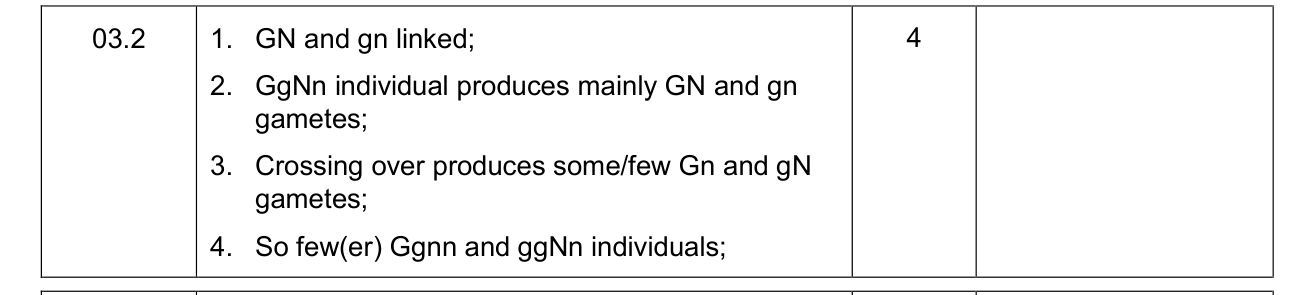 03.2
1. GN and gn linked;
2. GgNn individual produces mainly GN and gn
gametes;
3. Crossing over produces some/few Gn and gN
gametes;
4. So few(er) Ggnn and ggNn individuals;
4